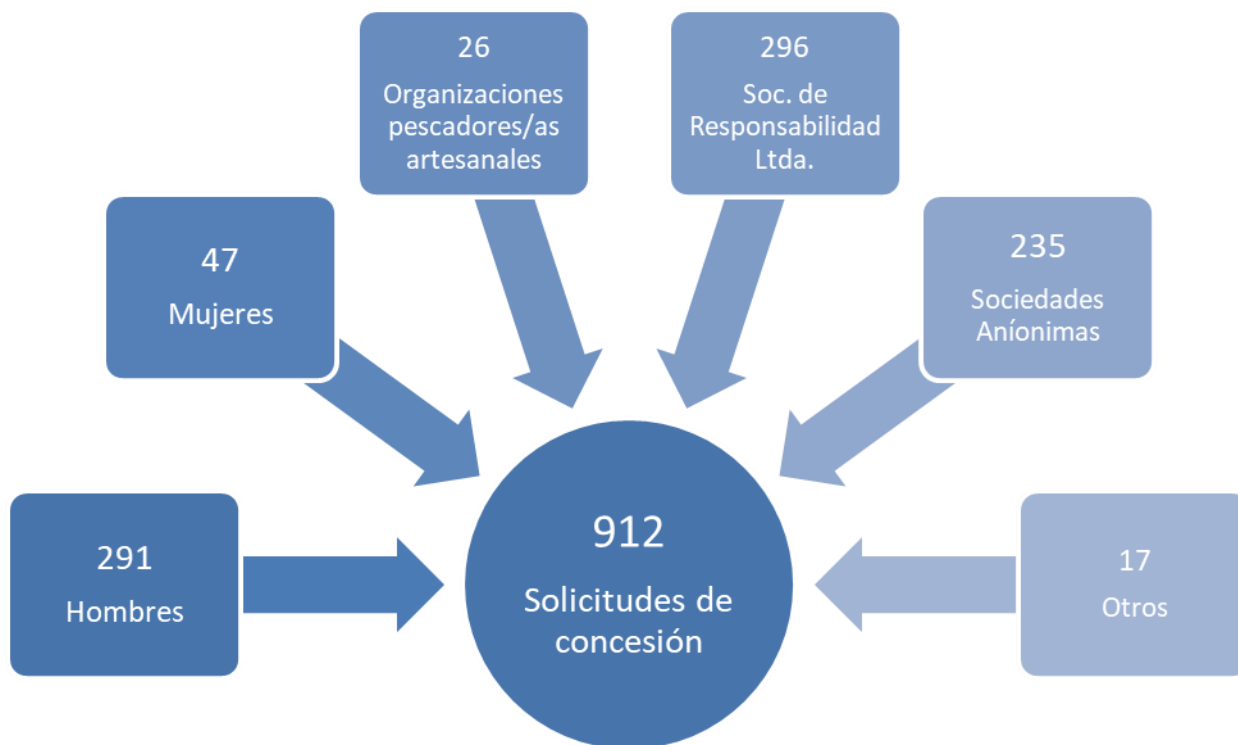 26
Organizaciones
pescadores/as
artesanales
296
Soc. de
Responsabilidad
Ltda.
47
Mujeres
235
Sociedades
Aníonimas
291
Hombres
912
Solicitudes de
concesión
17
Otros